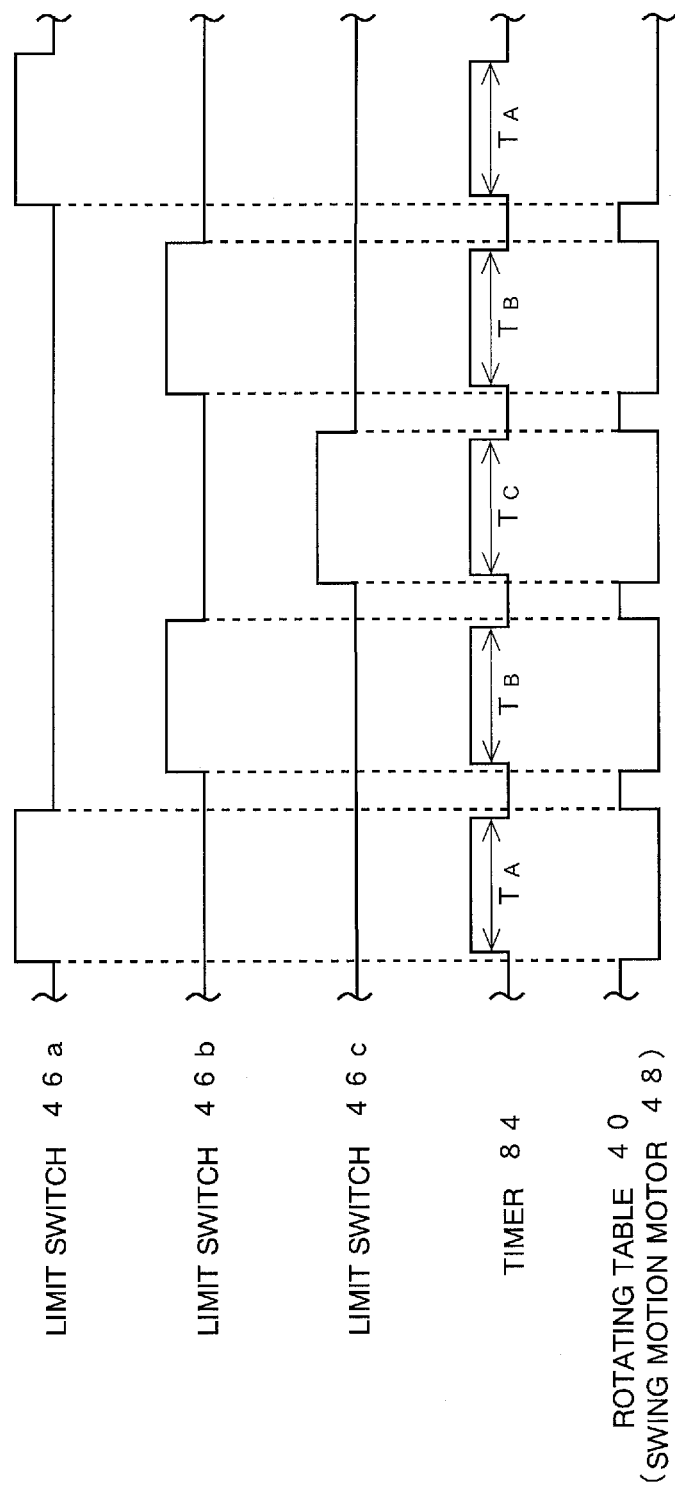 LIMIT SWITCH 46a
LIMIT SWITCH 46b
LIMIT SWITCH 46c
TIMER 84
TA
TB
TC
TB
TA
ROTATING TABLE 40
(SWING MOTION MOTOR 48)